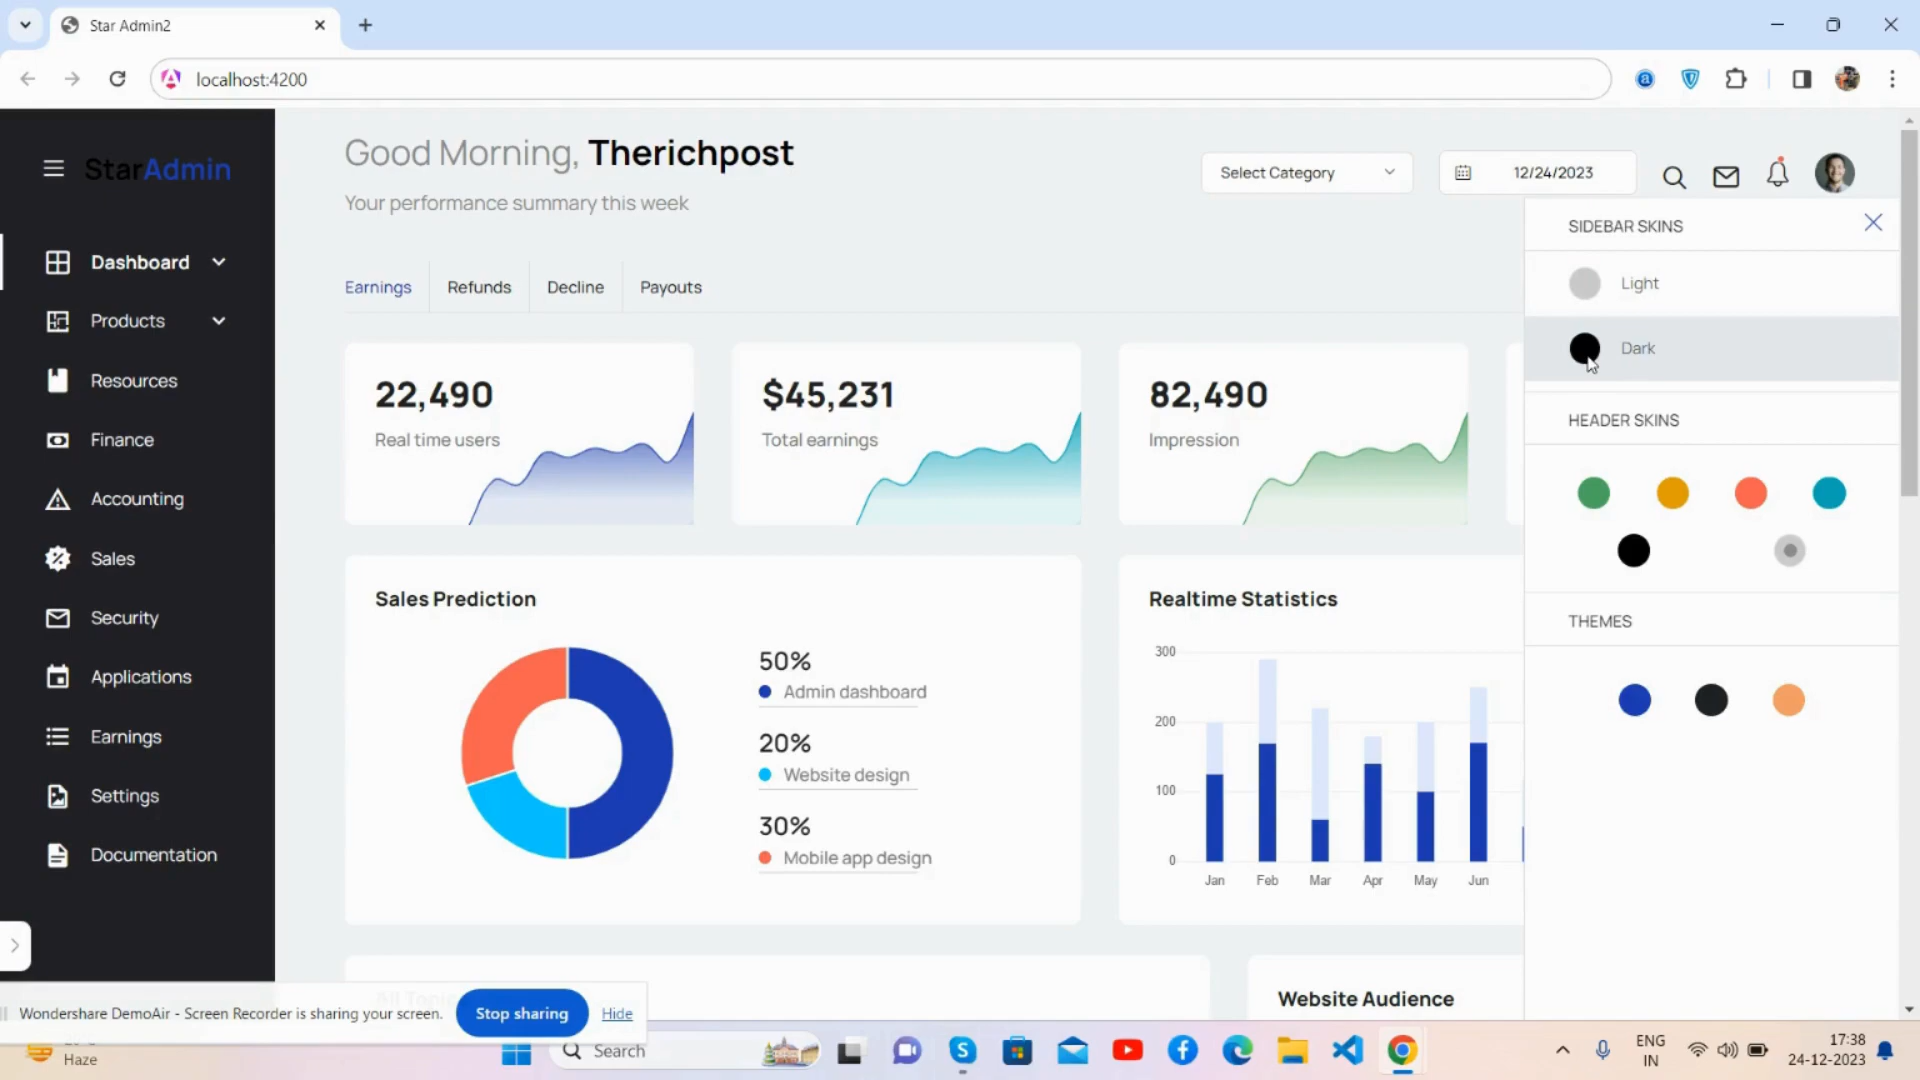 Star Admin2
localhost:4200
StarAdmin
Good Morning, Therichpost
Your performance summary this week
Select Category
12/24/2023
Dashboard
Products
Resources
Finance
Accounting
Sales
Security
Applications
Earnings
Settings
Documentation
Earnings
Refunds
Decline
Payouts
22,490
Real time users
$45,231
Total earnings
82,490
Impression
Sales Prediction
50%
Admin dashboard
20%
Website design
30%
Mobile app design
Realtime Statistics
300
200
100
0
Jan Feb Mar Apr May Jun
Website Audience
SIDEBAR SKINS
Light
Dark
HEADER SKINS
THEMES
Wondershare DemoAir - Screen Recorder is sharing your screen.
Stop sharing
Hide
Haze
Search
ENG
IN
17:38
24-12-2023